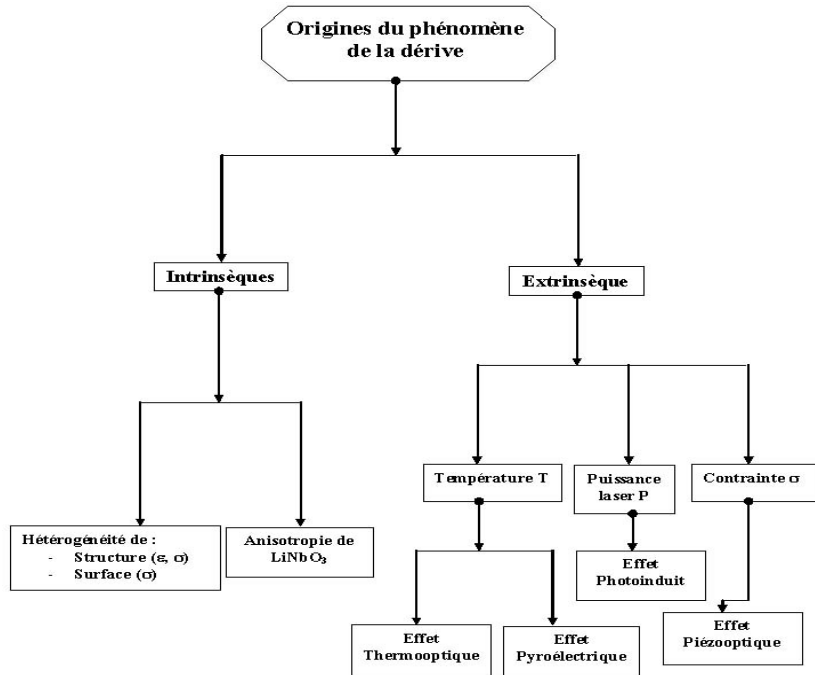 Origines du phénomène
de la dérive
Intrinsèques
Extrinsèque
Température T
Puissance
laser P
Contrainte σ
Hétérogénéité de :
- Structure (ε, σ)
- Surface (σ)
Anisotropie de
LiNbO₃
Effet
Photoinduit
Effet
Thermooptique
Effet
Pyroélectrique
Effet
Piézooptique